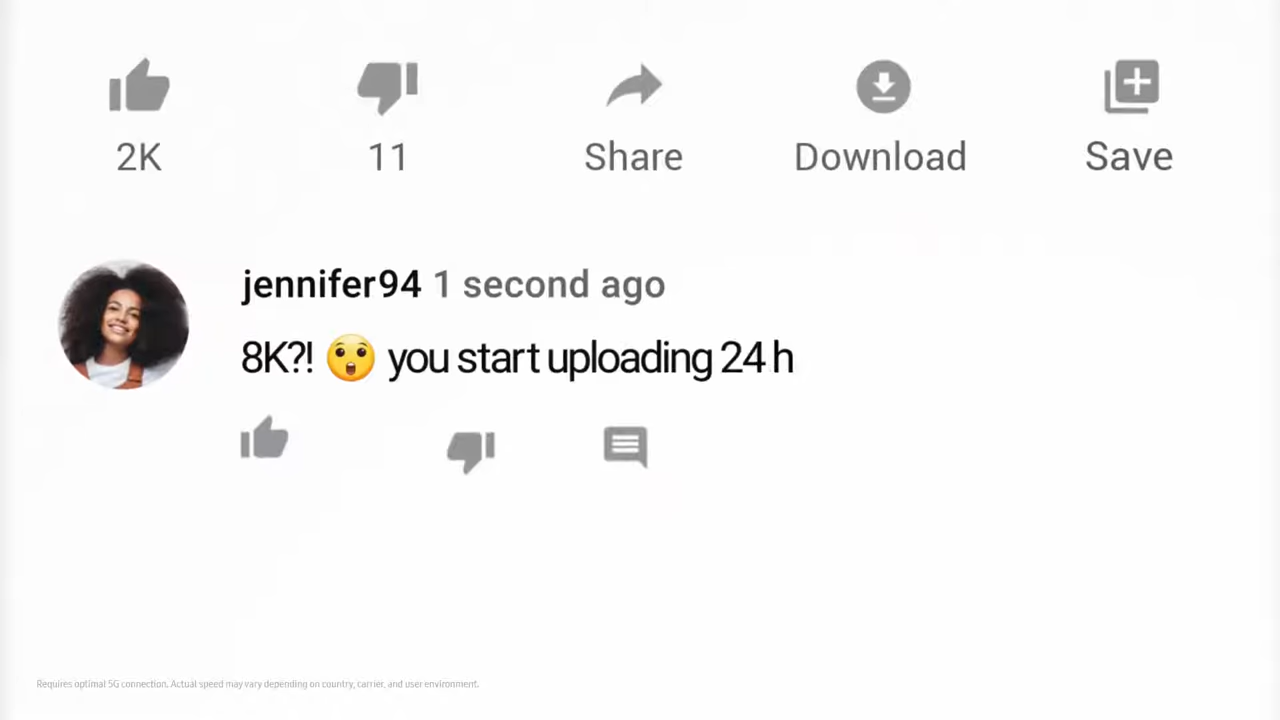 2K
11
Share
Download
Save
jennifer94 1 second ago
8K?! 😲 you start uploading 24 h
Requires optimal 5G connection. Actual speed may vary depending on country, carrier, and user environment.